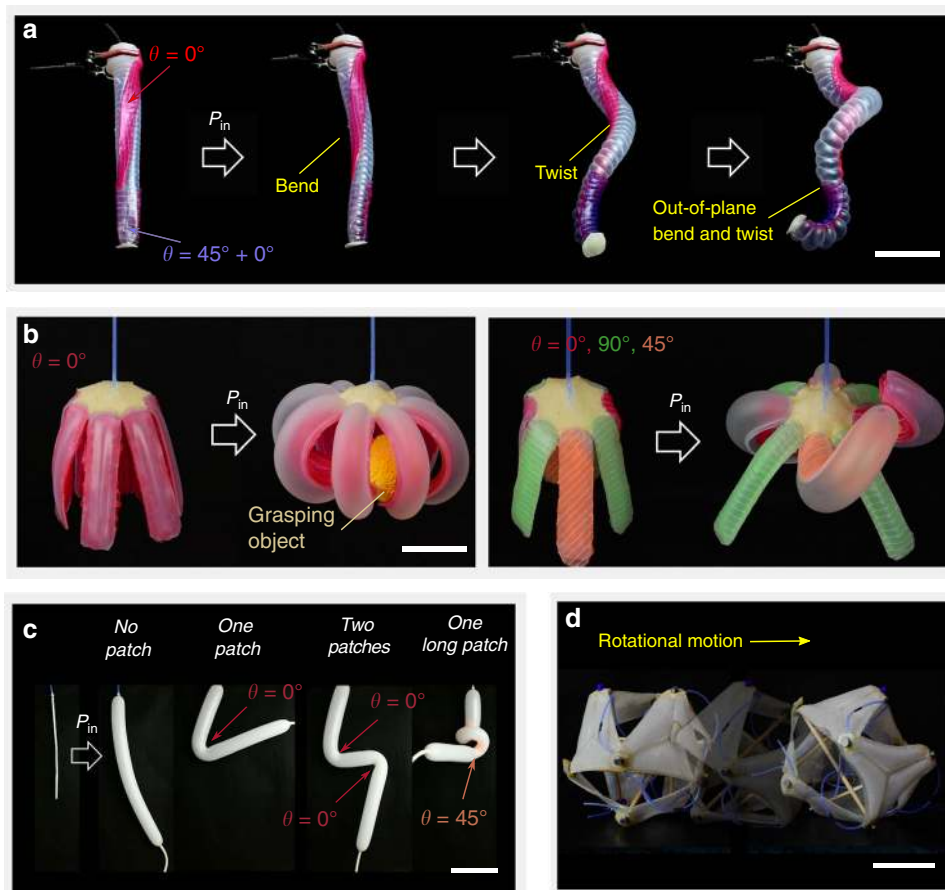 a
θ = 0°
P_in
Bend
Twist
Out-of-plane
bend and twist
θ = 45° + 0°
b
θ = 0°
P_in
Grasping
object
θ = 0°, 90°, 45°
P_in
c
No
patch
One
patch
Two
patches
One
long patch
P_in
θ = 0°
θ = 0°
θ = 45°
d
Rotational motion